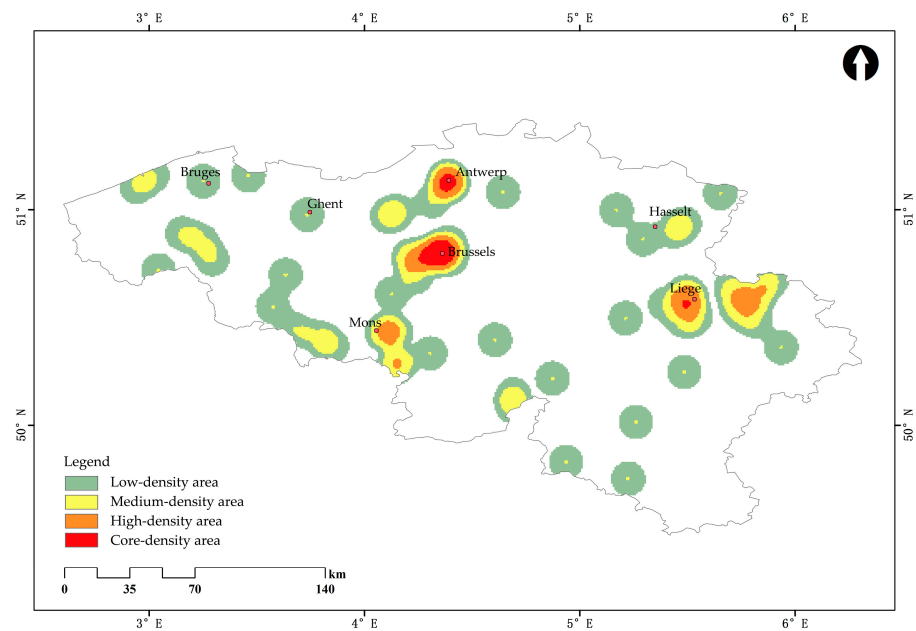 3° E 4° E 5° E 6° E
Bruges
Antwerp
51° N
Ghent
Hasselt
51° N
Brussels
Liege
Mons
50° N
50° N
Legend
Low-density area
Medium-density area
High-density area
Core-density area
km
0 35 70 140
3° E 4° E 5° E 6° E